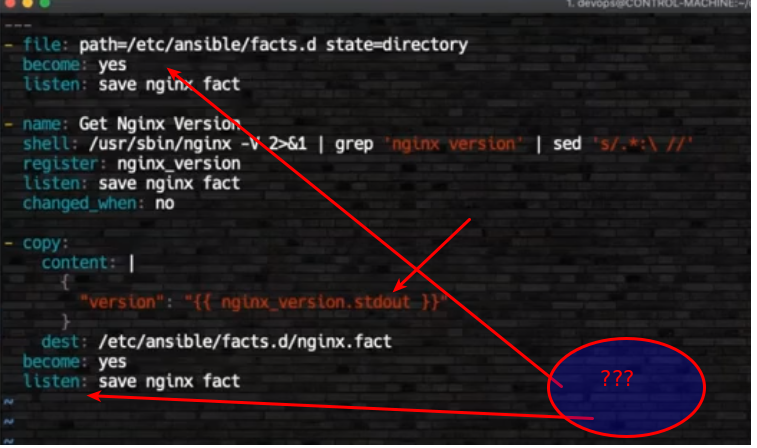 1. devops@CONTROL-MACHINE:~/
---
- file: path=/etc/ansible/facts.d state=directory
  become: yes
  listen: save nginx fact

- name: Get Nginx Version
  shell: /usr/sbin/nginx -V 2>&1 | grep 'nginx version' | sed 's/.*:\ //'
  register: nginx_version
  listen: save nginx fact
  changed_when: no

- copy:
    content: |
      {
        "version": "{{ nginx_version.stdout }}"
      }
    dest: /etc/ansible/facts.d/nginx.fact
  become: yes
  listen: save nginx fact
???
~
~
~